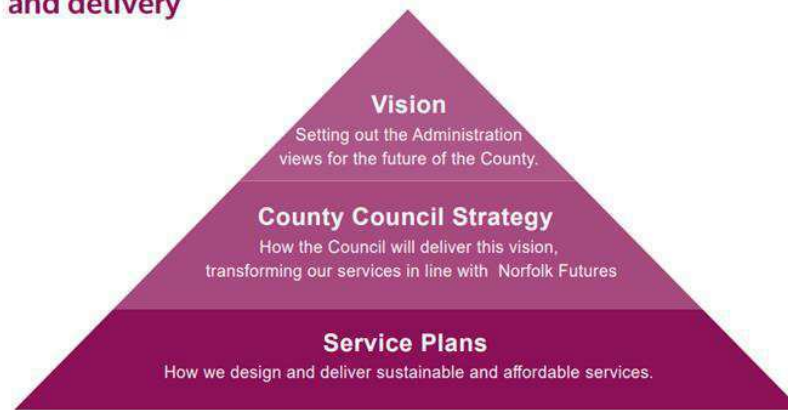 and delivery
Vision
Setting out the Administration
views for the future of the County.
County Council Strategy
How the Council will deliver this vision,
transforming our services in line with Norfolk Futures
Service Plans
How we design and deliver sustainable and affordable services.